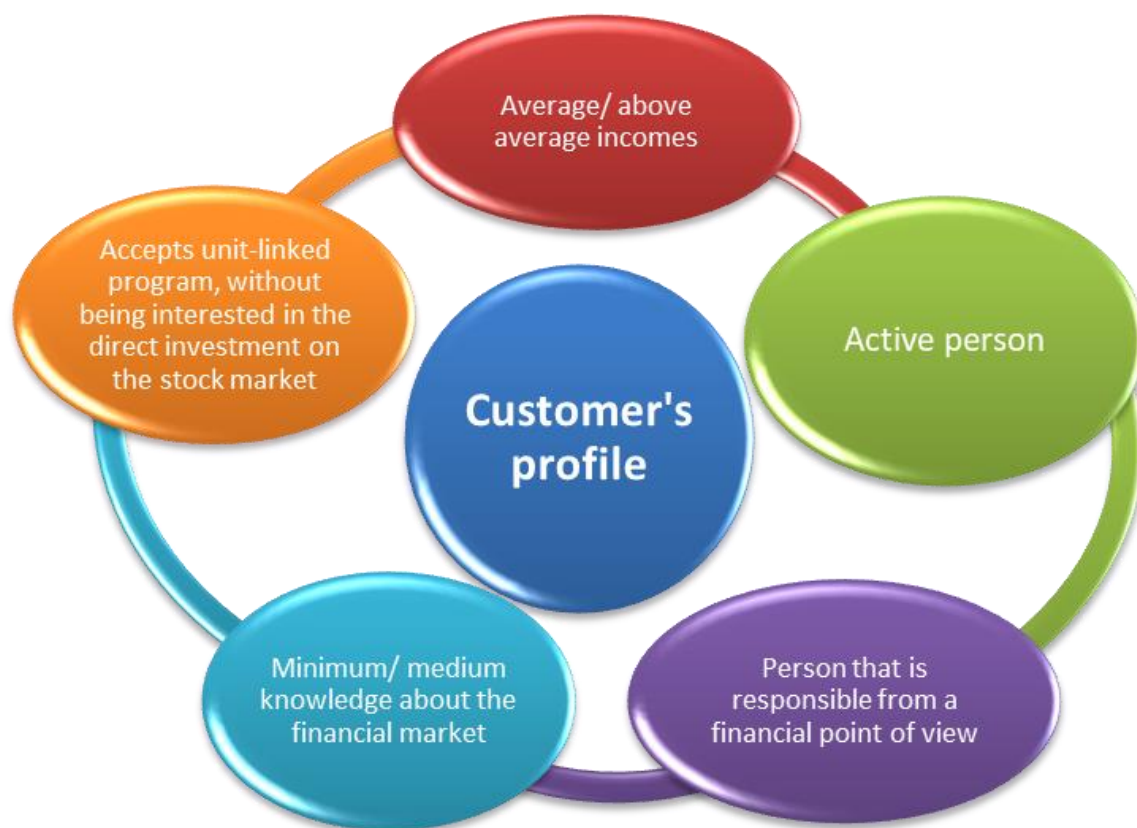 Average/ above
average incomes
Active person
Person that is
responsible from a
financial point of view
Minimum/ medium
knowledge about the
financial market
Accepts unit-linked
program, without
being interested in the
direct investment on
the stock market
Customer's
profile